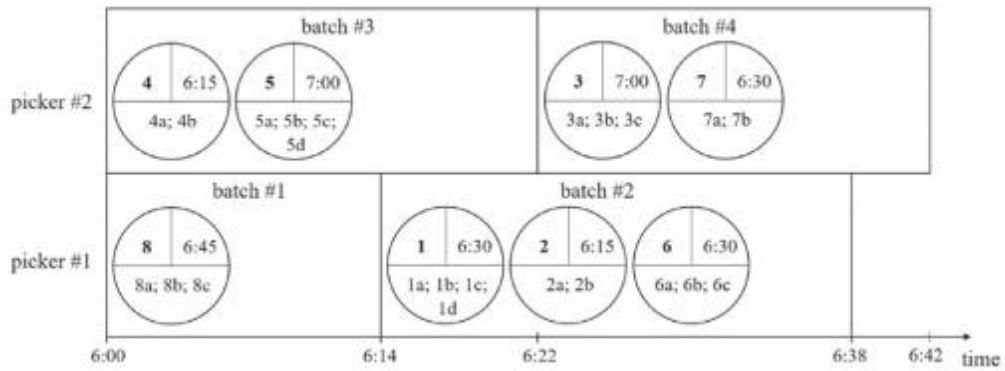 batch #3
batch #4
picker #2
4 6:15
4a; 4b
5 7:00
5a; 5b; 5c;
5d
3 7:00
3a; 3b; 3c
7 6:30
7a; 7b
batch #1
batch #2
picker #1
8 6:45
8a; 8b; 8c
1 6:30
1a; 1b; 1c;
1d
2 6:15
2a; 2b
6 6:30
6a; 6b; 6c
6:00
6:14
6:22
6:38
6:42
time